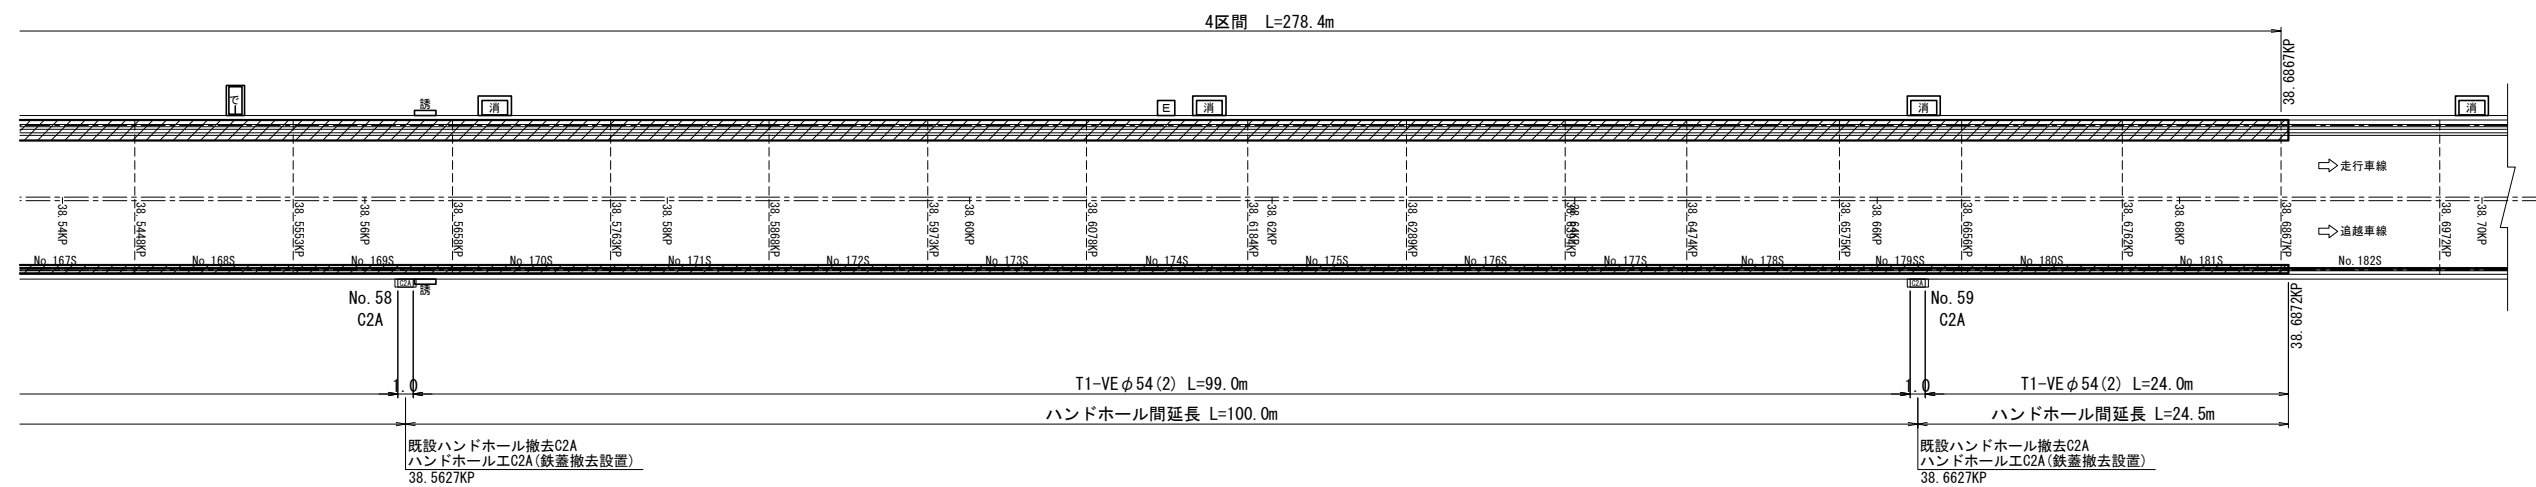 4区間 L=278.4m
38.6867KP
で
誘
消
E
消
消
消
走行車線
38.54KP
38.5448KP
38.5553KP
38.56KP
38.5658KP
38.5763KP
38.58KP
38.5868KP
38.5973KP
38.60KP
38.6078KP
38.6184KP
38.62KP
38.6289KP
38.64KP
38.6474KP
38.6575KP
38.66KP
38.6656KP
38.6762KP
38.68KP
38.6867KP
38.6972KP
38.70KP
追越車線
No.167S
No.168S
No.169S
No.170S
No.171S
No.172S
No.173S
No.174S
No.175S
No.176S
No.177S
No.178S
No.179SS
No.180S
No.181S
No.182S
C2A
誘
C2A
No.58
C2A
No.59
C2A
38.6872KP
1.0
T1-VEφ54(2) L=99.0m
1.0
T1-VEφ54(2) L=24.0m
ハンドホール間延長 L=100.0m
ハンドホール間延長 L=24.5m
既設ハンドホール撤去C2A
ハンドホール工C2A(鉄蓋撤去設置)
38.5627KP
既設ハンドホール撤去C2A
ハンドホール工C2A(鉄蓋撤去設置)
38.6627KP